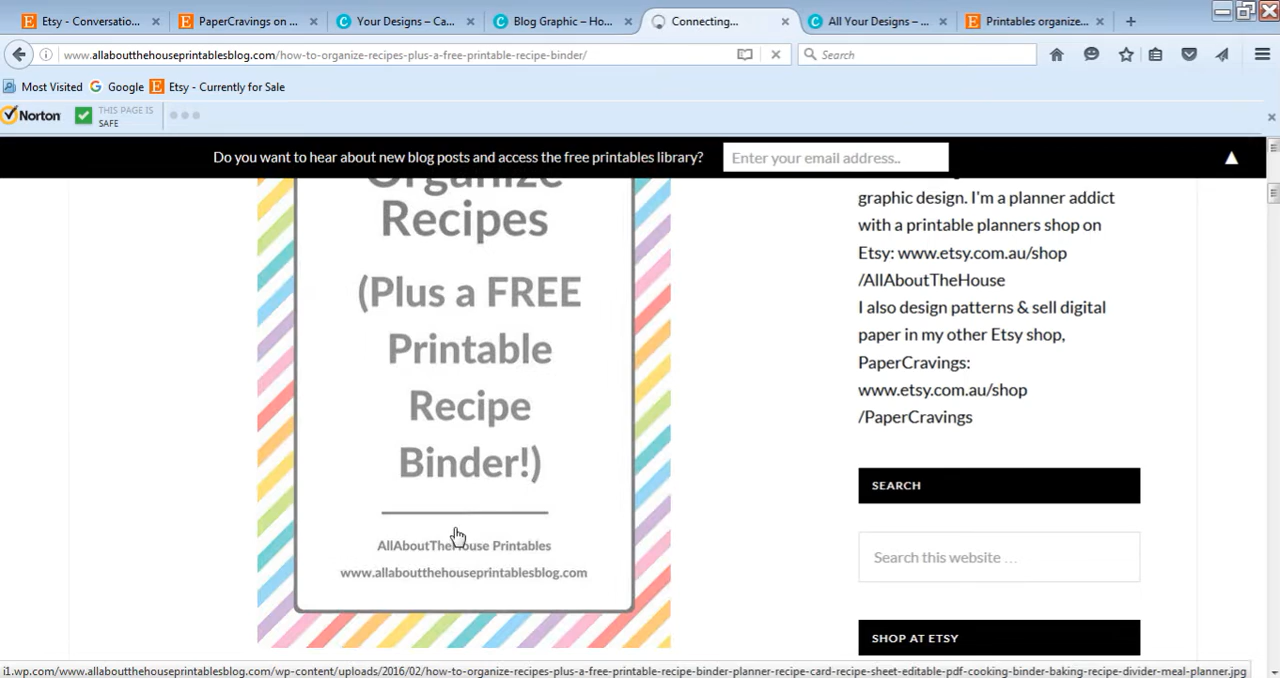 Etsy - Conversatio...
PaperCravings on ...
Your Designs – Ca...
Blog Graphic – Ho...
Connecting...
All Your Designs – ...
Printables organize...
www.allaboutthehouseprintablesblog.com/how-to-organize-recipes-plus-a-free-printable-recipe-binder/
Search
Most Visited
Google
Etsy - Currently for Sale
Norton
THIS PAGE IS
SAFE
Do you want to hear about new blog posts and access the free printables library?
Enter your email address..
Organize
Recipes
(Plus a FREE
Printable
Recipe
Binder!)
AllAboutTheHouse Printables
www.allaboutthehouseprintablesblog.com
graphic design. I'm a planner addict
with a printable planners shop on
Etsy: www.etsy.com.au/shop
/AllAboutTheHouse
I also design patterns & sell digital
paper in my other Etsy shop,
PaperCravings:
www.etsy.com.au/shop
/PaperCravings
SEARCH
Search this website …
SHOP AT ETSY
i1.wp.com/www.allaboutthehouseprintablesblog.com/wp-content/uploads/2016/02/how-to-organize-recipes-plus-a-free-printable-recipe-binder-planner-recipe-card-recipe-sheet-editable-pdf-cooking-binder-baking-recipe-divider-meal-planner.jpg